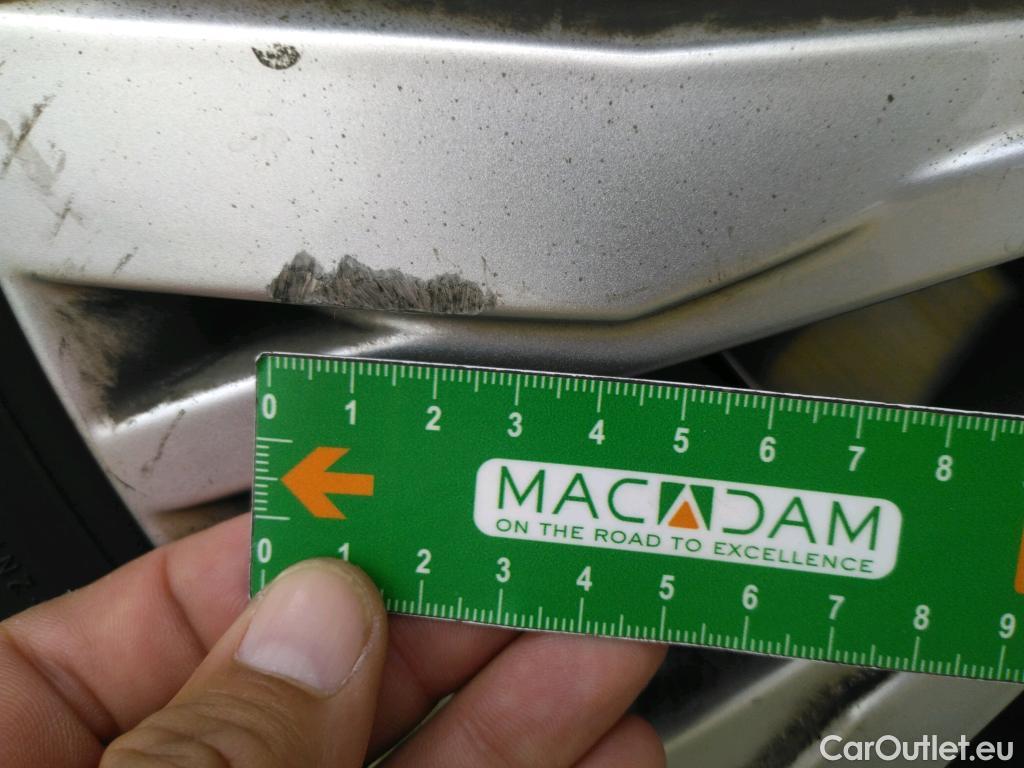 0 1 2 3 4 5 6 7 8
MACADAM
ON THE ROAD TO EXCELLENCE
0 1 2 3 4 5 6 7 8 9
CarOutlet.eu